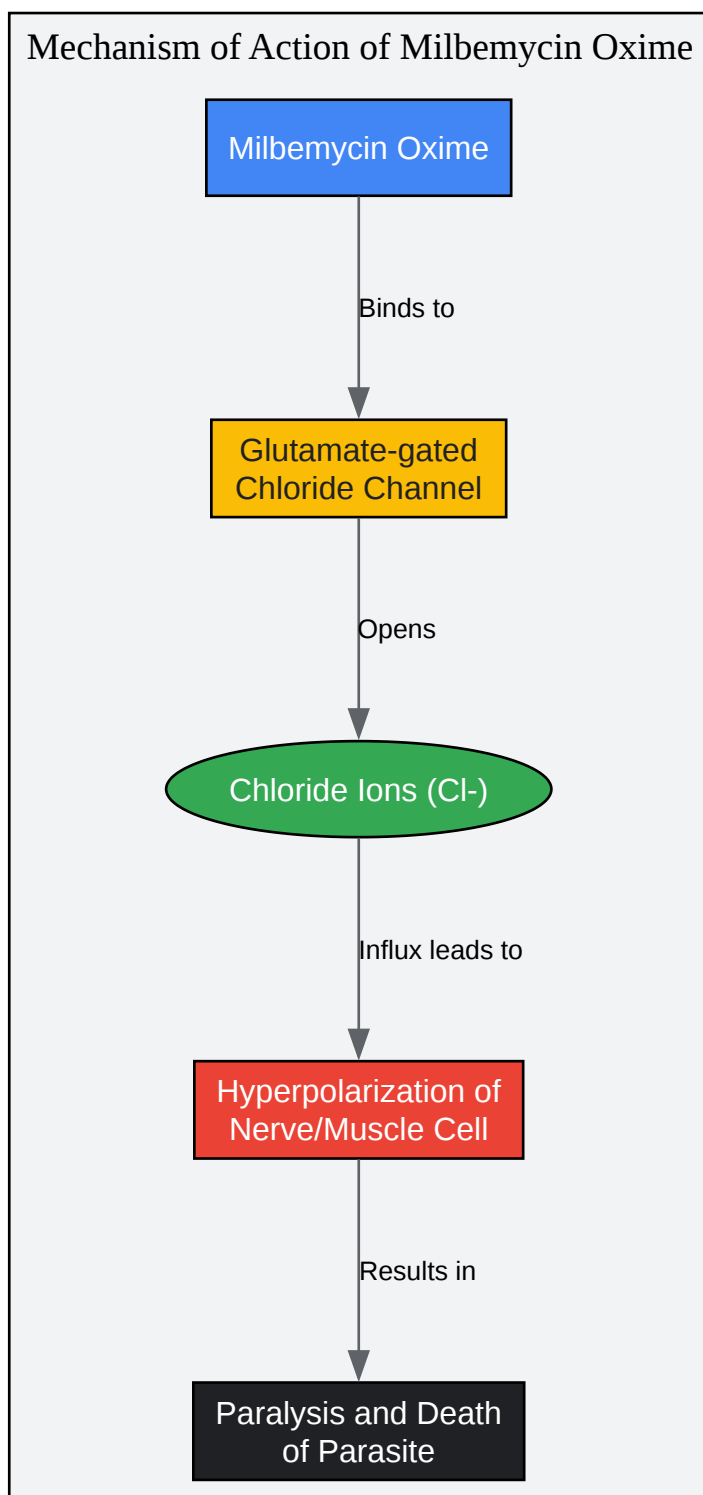 Mechanism of Action of Milbemycin Oxime
Milbemycin Oxime
Binds to
Glutamate-gated
Chloride Channel
Opens
Chloride Ions (Cl-)
Influx leads to
Hyperpolarization of
Nerve/Muscle Cell
Results in
Paralysis and Death
of Parasite